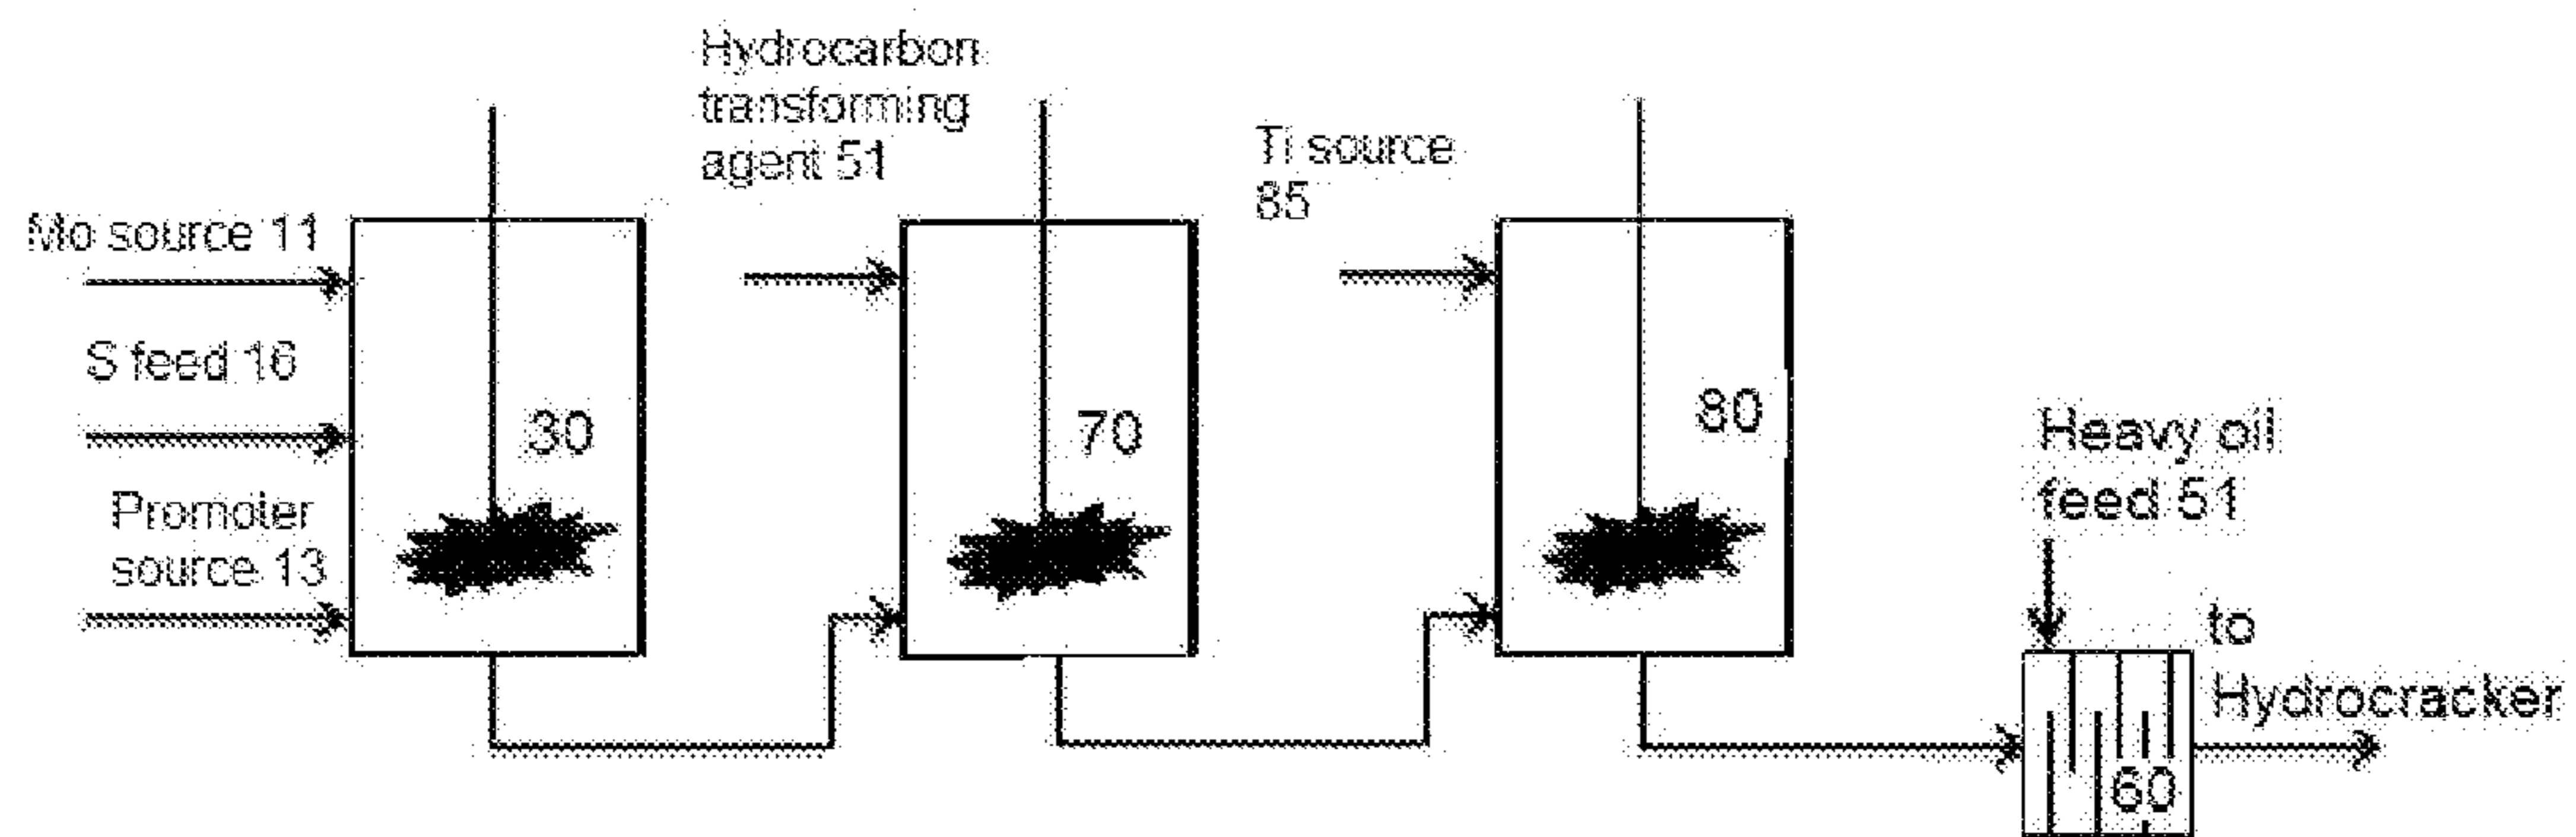 Hydrocarbon
transforming
agent 51
Ti source
85
Mo source 11
S feed 16
Promoter
source 13
30
70
80
Heavy oil
feed 51
to
Hydrocracker
60